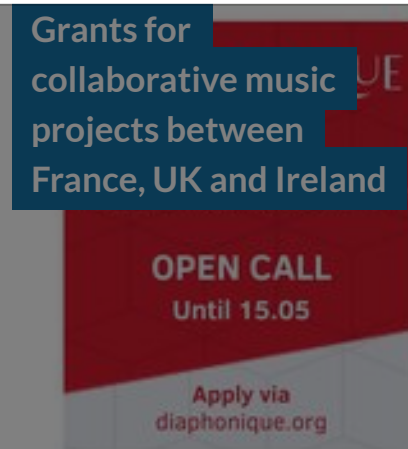 Grants for
collaborative music
projects between
France, UK and Ireland
UE
OPEN CALL
Until 15.05
Apply via
diaphonique.org